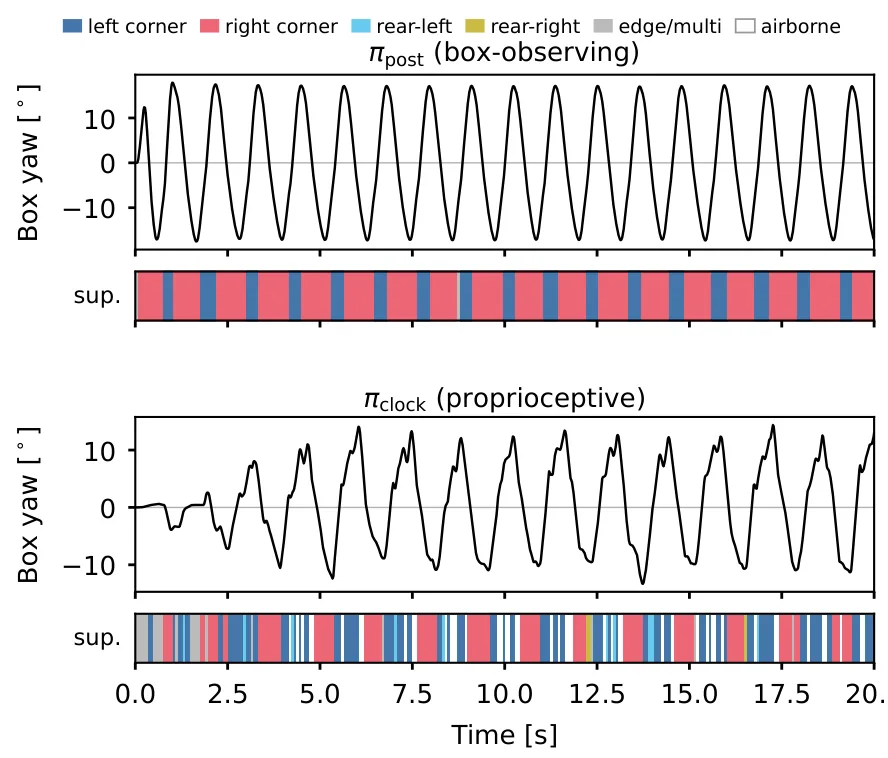 left corner right corner rear-left rear-right edge/multi airborne
π_post (box-observing)
Box yaw [°]
10
0
−10
sup.
π_clock (proprioceptive)
Box yaw [°]
10
0
−10
sup.
0.0 2.5 5.0 7.5 10.0 12.5 15.0 17.5 20.
Time [s]